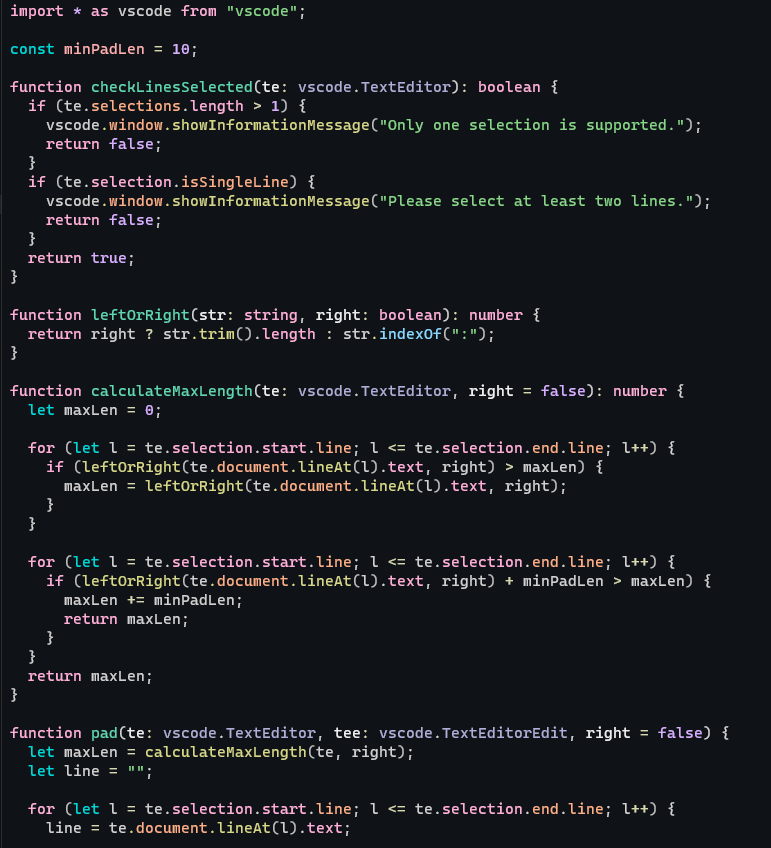 import * as vscode from "vscode";

const minPadLen = 10;

function checkLinesSelected(te: vscode.TextEditor): boolean {
  if (te.selections.length > 1) {
    vscode.window.showInformationMessage("Only one selection is supported.");
    return false;
  }
  if (te.selection.isSingleLine) {
    vscode.window.showInformationMessage("Please select at least two lines.");
    return false;
  }
  return true;
}

function leftOrRight(str: string, right: boolean): number {
  return right ? str.trim().length : str.indexOf(":");
}

function calculateMaxLength(te: vscode.TextEditor, right = false): number {
  let maxLen = 0;

  for (let l = te.selection.start.line; l <= te.selection.end.line; l++) {
    if (leftOrRight(te.document.lineAt(l).text, right) > maxLen) {
      maxLen = leftOrRight(te.document.lineAt(l).text, right);
    }
  }

  for (let l = te.selection.start.line; l <= te.selection.end.line; l++) {
    if (leftOrRight(te.document.lineAt(l).text, right) + minPadLen > maxLen) {
      maxLen += minPadLen;
      return maxLen;
    }
  }
  return maxLen;
}

function pad(te: vscode.TextEditor, tee: vscode.TextEditorEdit, right = false) {
  let maxLen = calculateMaxLength(te, right);
  let line = "";

  for (let l = te.selection.start.line; l <= te.selection.end.line; l++) {
    line = te.document.lineAt(l).text;